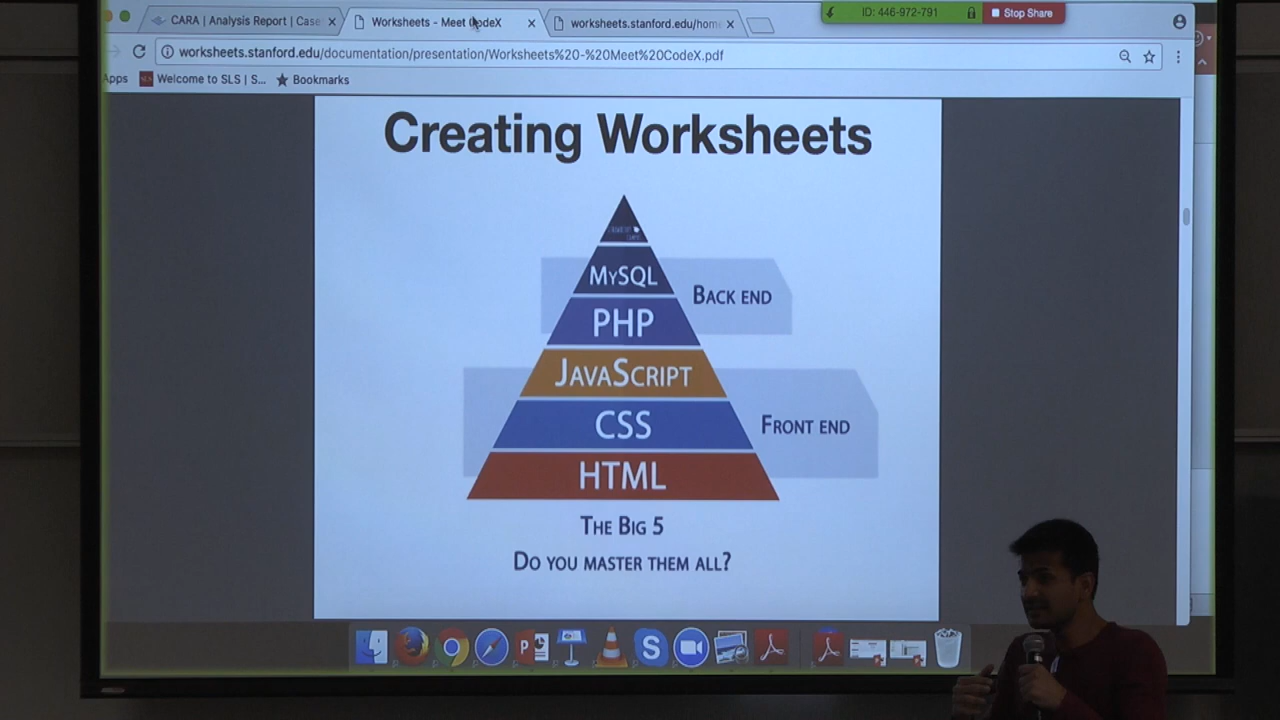 CARA | Analysis Report | Case
Worksheets - Meet CodeX
worksheets.stanford.edu/hom
ID: 446-972-791
Stop Share
worksheets.stanford.edu/documentation/presentation/Worksheets%20-%20Meet%20CodeX.pdf
Apps
SLS
Welcome to SLS | S...
Bookmarks
Creating Worksheets
MySQL
Back end
PHP
JavaScript
CSS
Front end
HTML
The Big 5
Do you master them all?